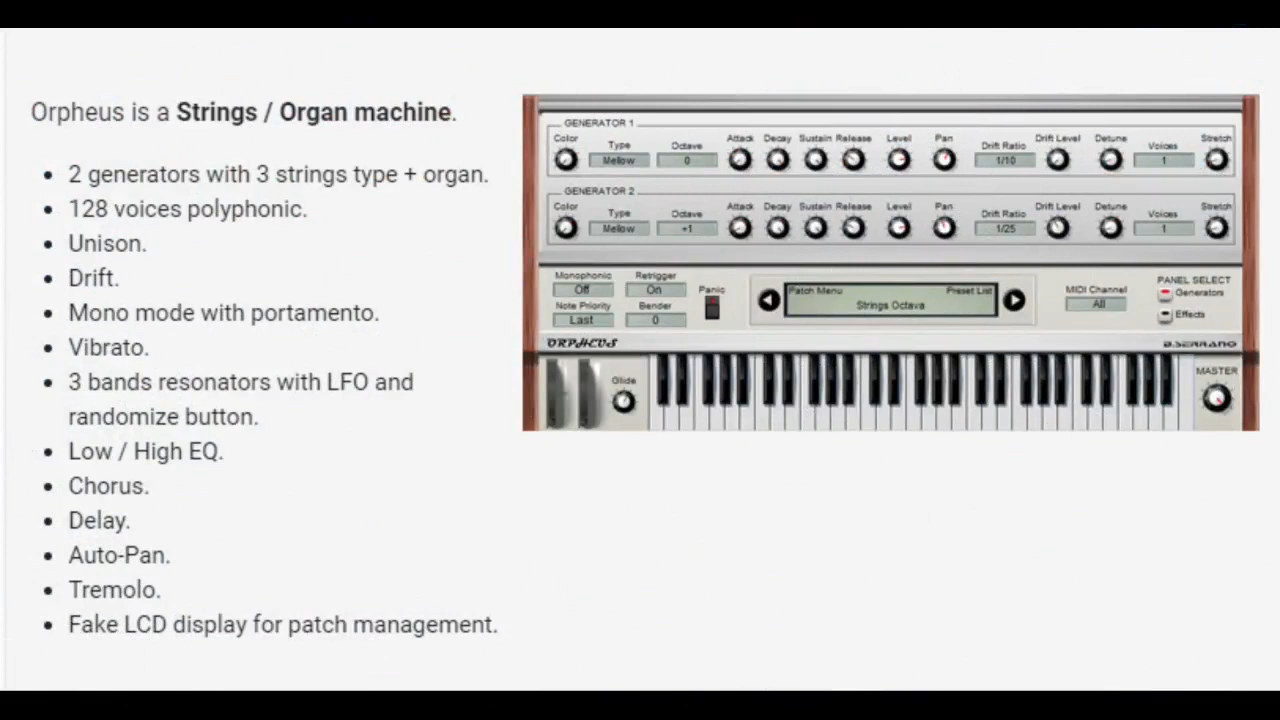 Orpheus is a Strings / Organ machine.
• 2 generators with 3 strings type + organ.
• 128 voices polyphonic.
• Unison.
• Drift.
• Mono mode with portamento.
• Vibrato.
• 3 bands resonators with LFO and
randomize button.
• Low / High EQ.
• Chorus.
• Delay.
• Auto-Pan.
• Tremolo.
• Fake LCD display for patch management.
GENERATOR 1
Color Type Octave Attack Decay Sustain Release Level Pan Drift Ratio Drift Level Detune Voices Stretch
Mellow 0 1/10 1
GENERATOR 2
Color Type Octave Attack Decay Sustain Release Level Pan Drift Ratio Drift Level Detune Voices Stretch
Mellow +1 1/25 1
Monophonic Retrigger Panic Patch Menu Preset List MIDI Channel PANEL SELECT
Off On All Generators
Note Priority Bender Strings Octava Effects
Last 0
ORPHEUS B.SERRANO
Glide MASTER